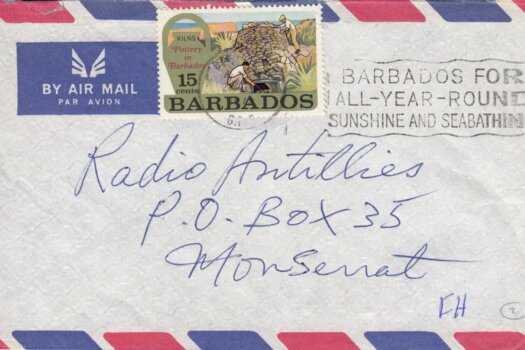 BY AIR MAIL
PAR AVION
KILNS
Pottery in
Barbados
15
cents
BARBADOS
BARBADOS FOR
ALL-YEAR-ROUND
SUNSHINE AND SEABATHIN
Radio Antillies
P.O. BOX 35
Monserrat
FH
2